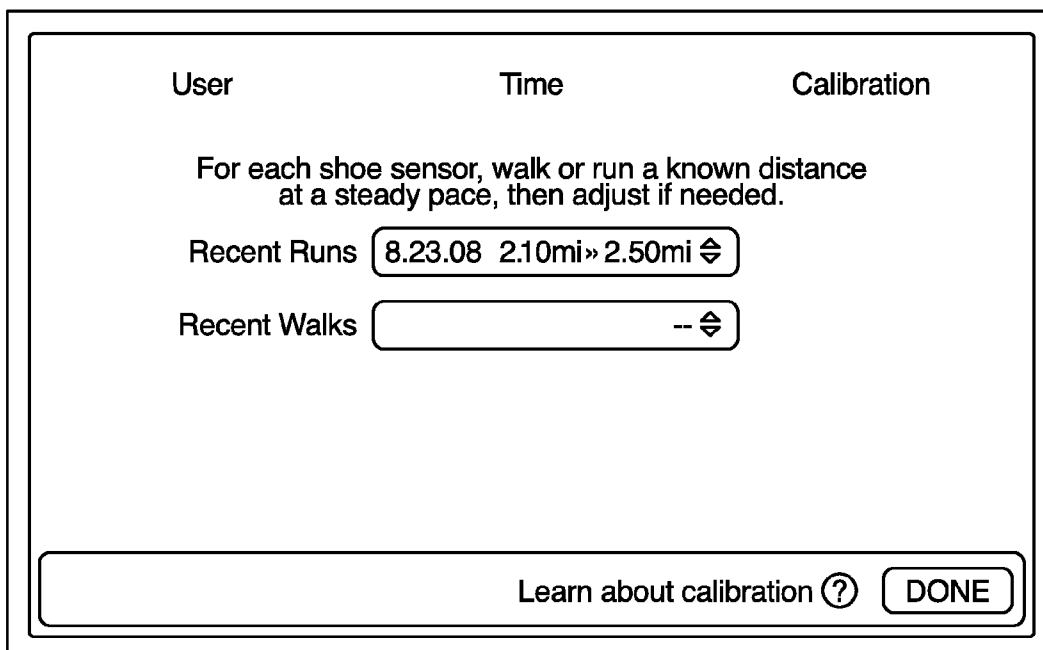 User Time Calibration
For each shoe sensor, walk or run a known distance
at a steady pace, then adjust if needed.
Recent Runs 8.23.08 2.10mi» 2.50mi
Recent Walks --
Learn about calibration ? DONE